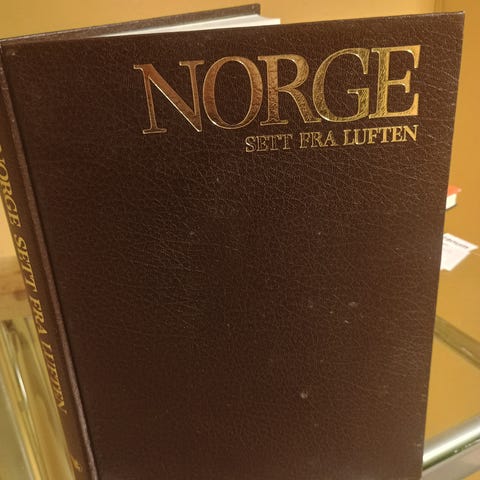 NORGE
SETT FRA LUFTEN
NORGE SETT FRA LUFTEN